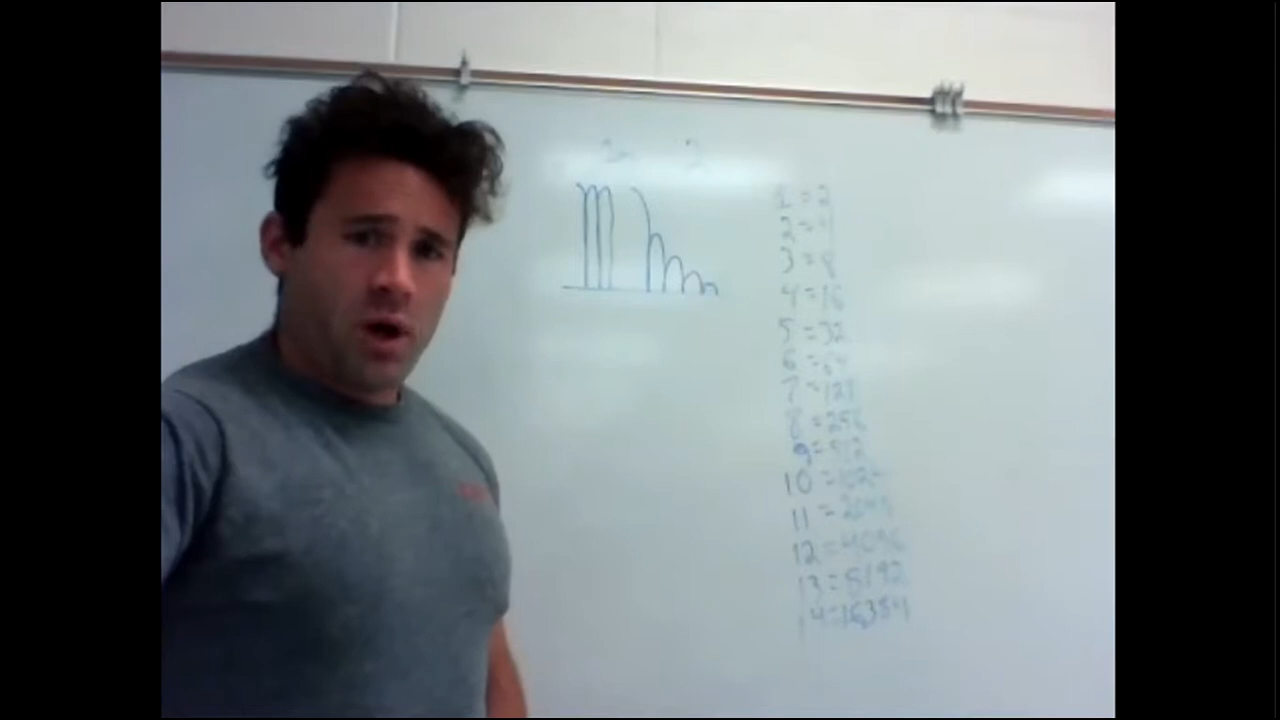 1 = 2
2 = 4
3 = 8
4 = 16
5 = 32
6 = 64
7 = 128
8 = 256
9 = 512
10 = 1024
11 = 2048
12 = 4096
13 = 8192
14 = 16384